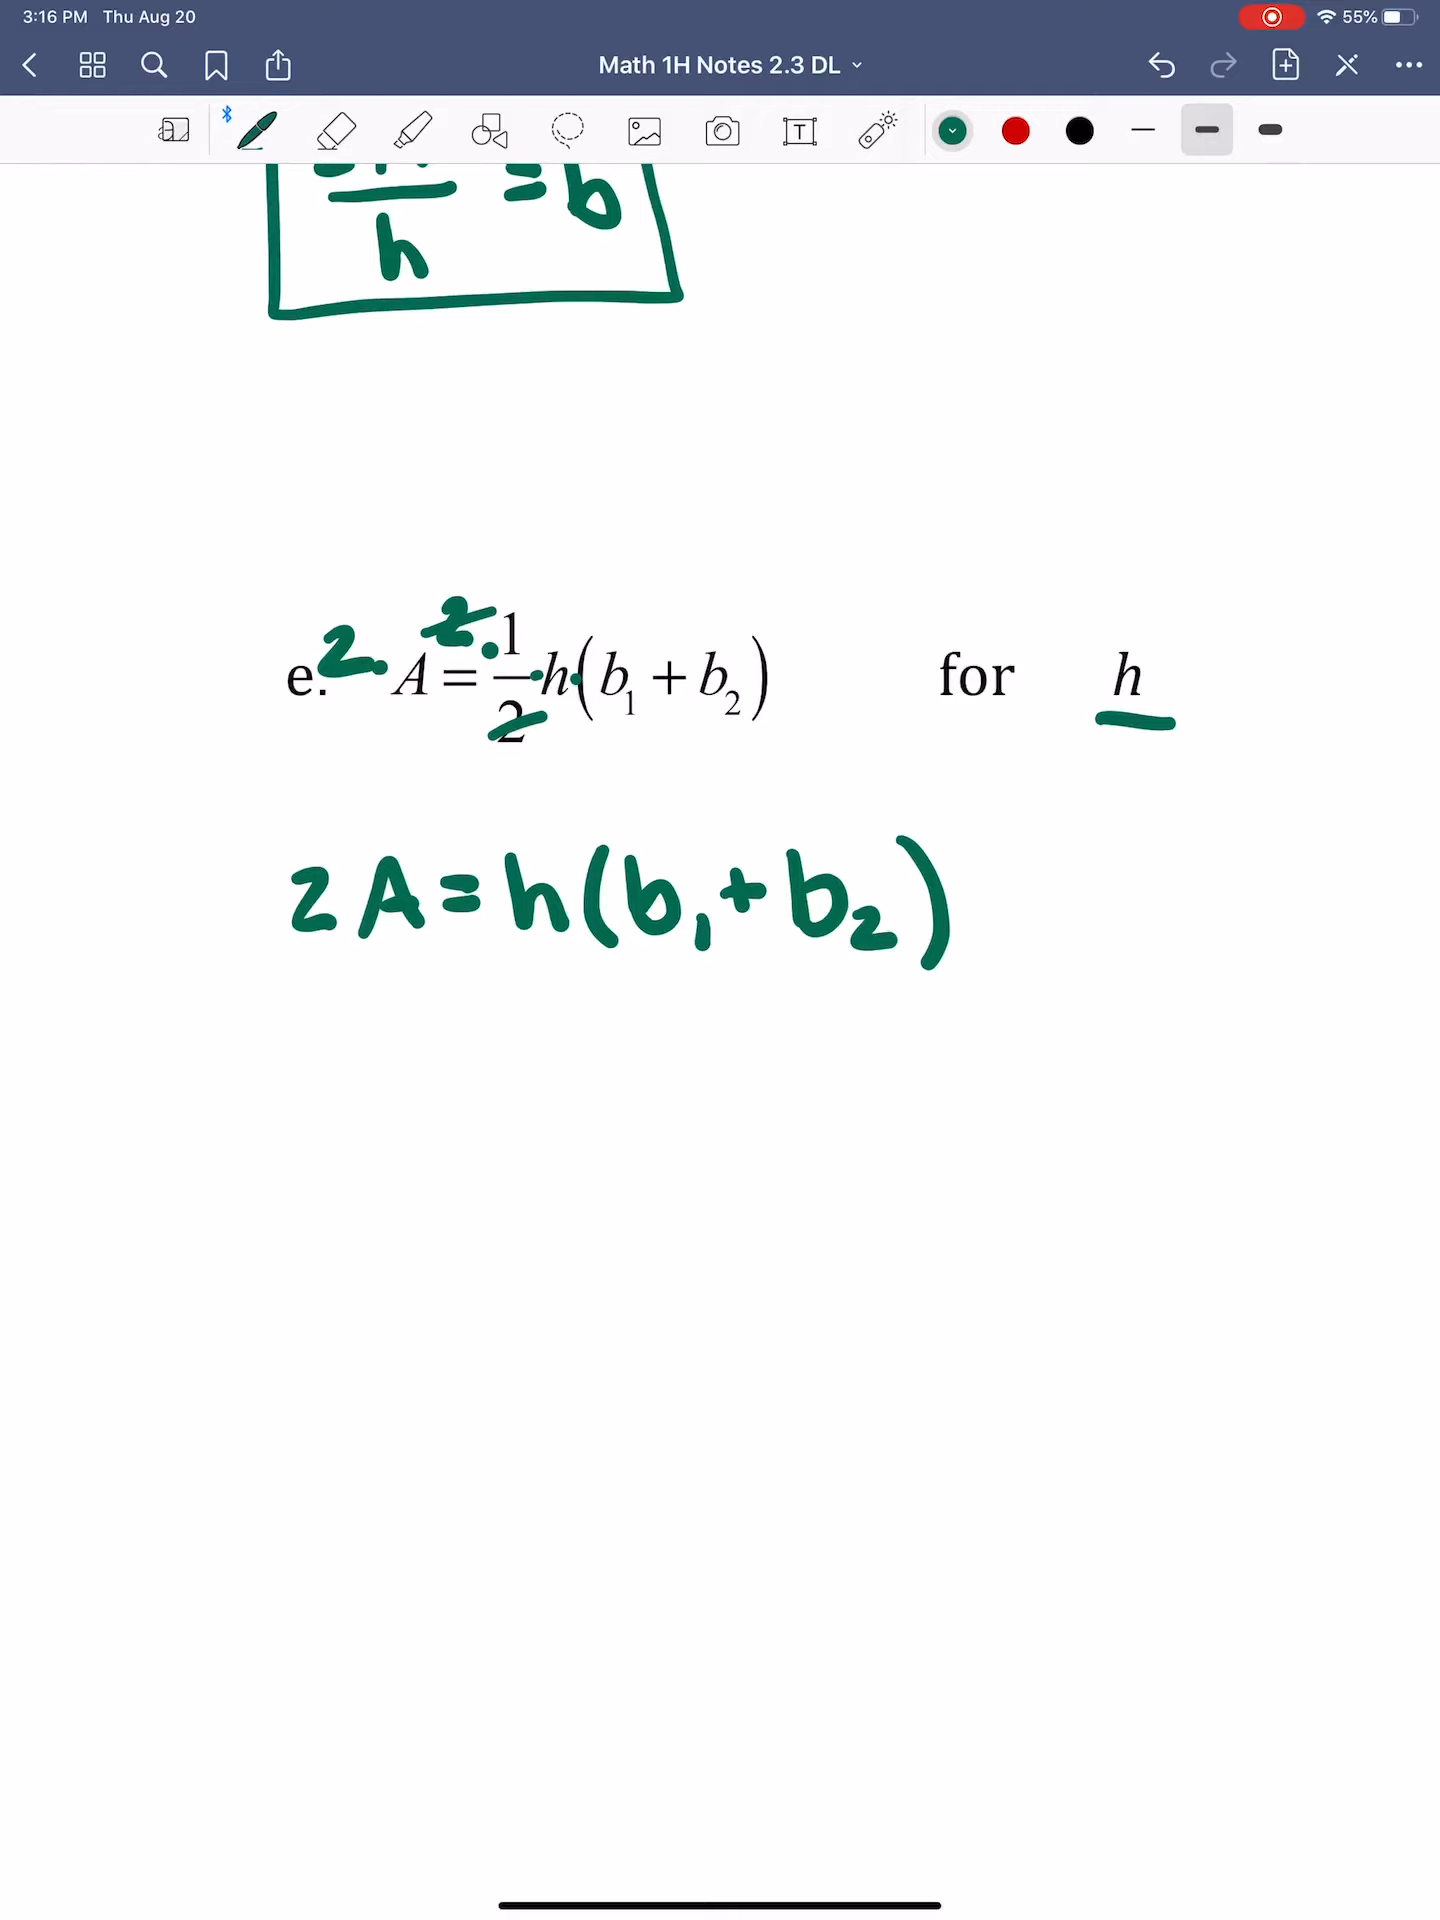 3:16 PM Thu Aug 20 55%
Math 1H Notes 2.3 DL
= b
h
e. 2· A = 2· 1/2 · h · (b₁ + b₂) for h
2A = h(b₁ + b₂)